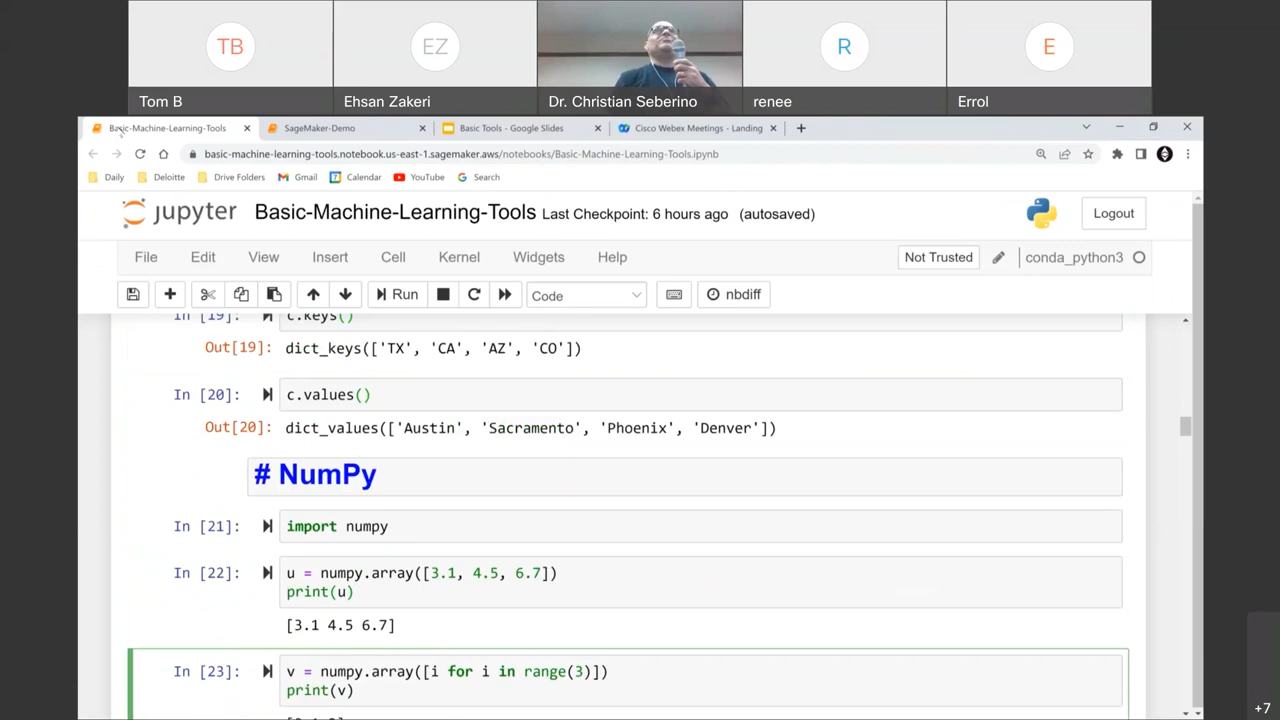 TB
EZ
R
E
Tom B
Ehsan Zakeri
Dr. Christian Seberino
renee
Errol
Basic-Machine-Learning-Tools
SageMaker-Demo
Basic Tools - Google Slides
Cisco Webex Meetings - Landing
basic-machine-learning-tools.notebook.us-east-1.sagemaker.aws/notebooks/Basic-Machine-Learning-Tools.ipynb
Daily
Deloitte
Drive Folders
Gmail
Calendar
YouTube
Search
jupyter Basic-Machine-Learning-Tools Last Checkpoint: 6 hours ago (autosaved)
Logout
File Edit View Insert Cell Kernel Widgets Help
Not Trusted
conda_python3
Run
Code
nbdiff
In [19]: c.keys()
Out[19]: dict_keys(['TX', 'CA', 'AZ', 'CO'])
In [20]: c.values()
Out[20]: dict_values(['Austin', 'Sacramento', 'Phoenix', 'Denver'])
# NumPy
In [21]: import numpy
In [22]: u = numpy.array([3.1, 4.5, 6.7])
print(u)
[3.1 4.5 6.7]
In [23]: v = numpy.array([i for i in range(3)])
print(v)
+7